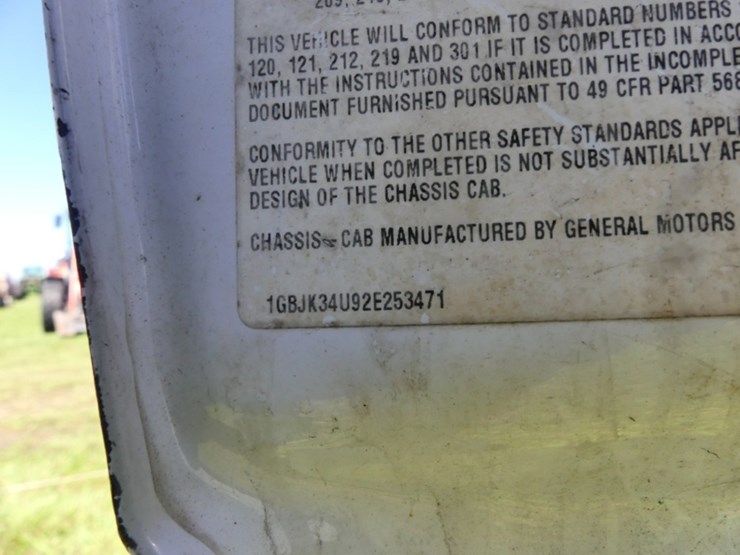 THIS VEHICLE WILL CONFORM TO STANDARD NUMBERS
120, 121, 212, 219 AND 301 IF IT IS COMPLETED IN ACCO
WITH THE INSTRUCTIONS CONTAINED IN THE INCOMPLE
DOCUMENT FURNISHED PURSUANT TO 49 CFR PART 568
CONFORMITY TO THE OTHER SAFETY STANDARDS APPLI
VEHICLE WHEN COMPLETED IS NOT SUBSTANTIALLY AF
DESIGN OF THE CHASSIS CAB.
CHASSIS-CAB MANUFACTURED BY GENERAL MOTORS
1GBJK34U92E253471